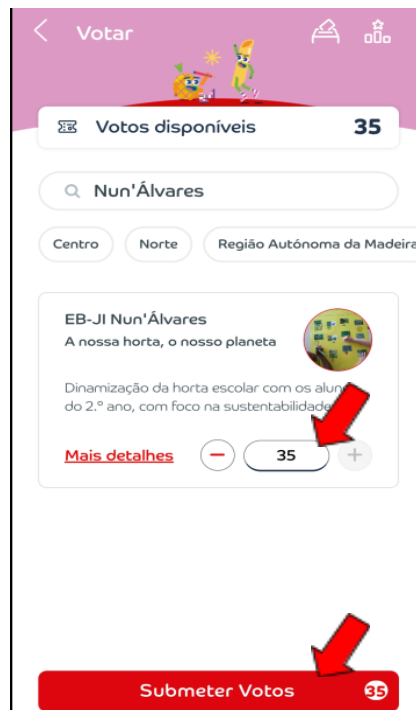 Votar
Votos disponíveis 35
Nun'Álvares
Centro Norte Região Autónoma da Madeira
EB-JI Nun'Álvares
A nossa horta, o nosso planeta
Dinamização da horta escolar com os
do 2.º ano, com foco na sustentabilidade
Mais detalhes − 35 +
Submeter Votos 35